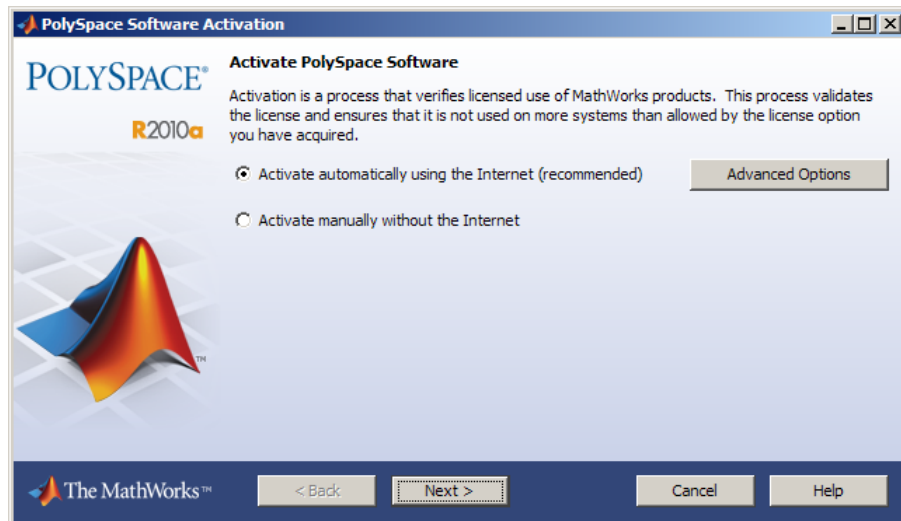 PolySpace Software Activation
POLYSPACE®
R2010a
Activate PolySpace Software
Activation is a process that verifies licensed use of MathWorks products. This process validates
the license and ensures that it is not used on more systems than allowed by the license option
you have acquired.
Activate automatically using the Internet (recommended)
Advanced Options
Activate manually without the Internet
TM
The MathWorks™
< Back
Next >
Cancel
Help